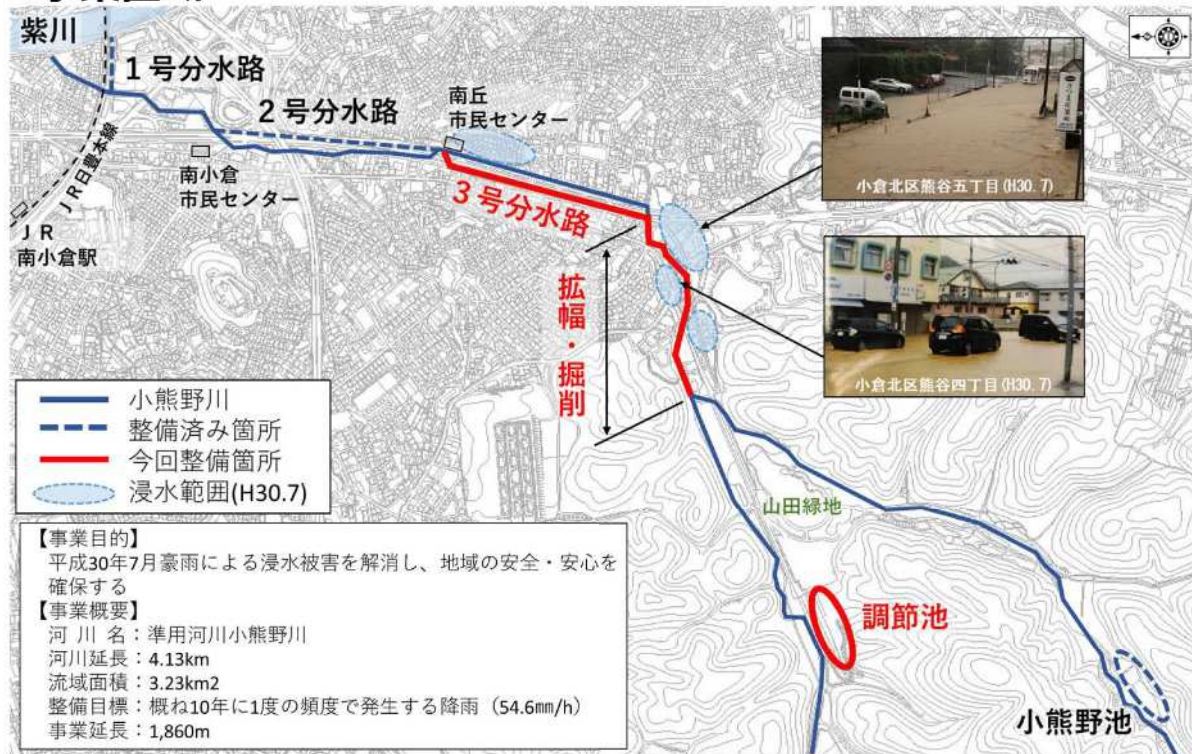 紫川
1号分水路
2号分水路
南丘
市民センター
南小倉
市民センター
JR日豊本線
JR
南小倉駅
3号分水路
拡幅・掘削
小倉北区熊谷五丁目(H30.7)
小倉北区熊谷四丁目(H30.7)
小熊野川
整備済み箇所
今回整備箇所
浸水範囲(H30.7)
山田緑地
調節池
小熊野池
【事業目的】
平成30年7月豪雨による浸水被害を解消し、地域の安全・安心を
確保する
【事業概要】
河川名：準用河川小熊野川
河川延長：4.13km
流域面積：3.23km2
整備目標：概ね10年に1度の頻度で発生する降雨（54.6㎜/h）
事業延長：1,860m